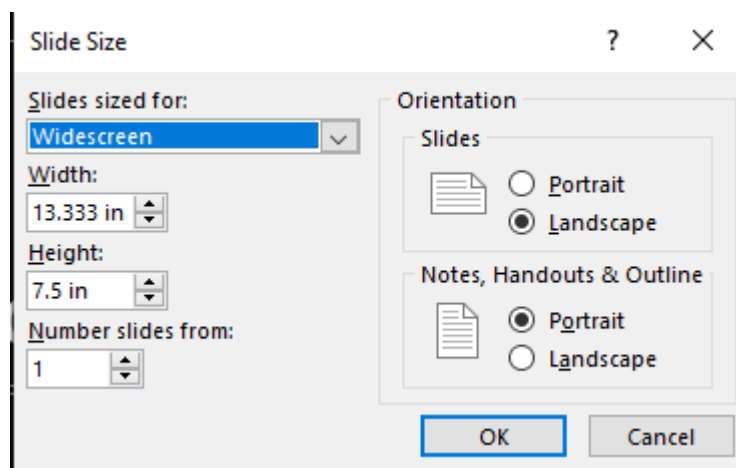 Slide Size
?
Slides sized for:
Widescreen
Width:
13.333 in
Height:
7.5 in
Number slides from:
1
Orientation
Slides
Portrait
Landscape
Notes, Handouts & Outline
Portrait
Landscape
OK
Cancel